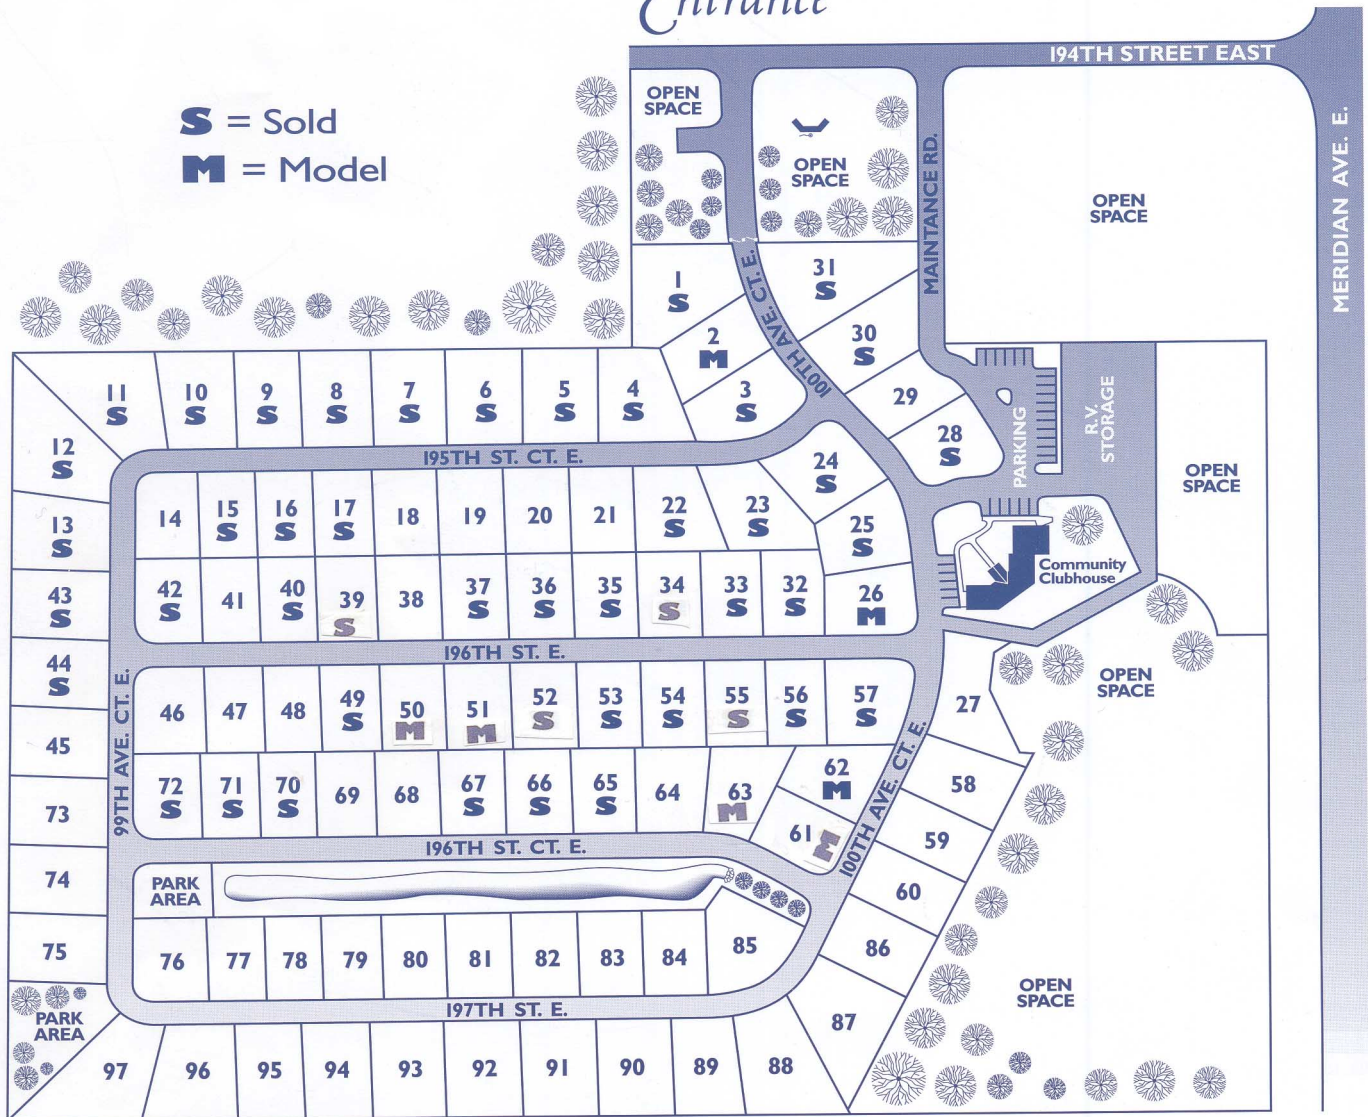 Entrance
194TH STREET EAST
MERIDIAN AVE. E.
S = Sold
M = Model
OPEN
SPACE
OPEN
SPACE
MAINTANCE RD.
OPEN
SPACE
100TH AVE. CT. E.
1
S
31
S
2
M
30
S
3
S
29
28
S
PARKING
R.V.
STORAGE
OPEN
SPACE
11
S
10
S
9
S
8
S
7
S
6
S
5
S
4
S
12
S
195TH ST. CT. E.
24
S
13
S
14
15
S
16
S
17
S
18
19
20
21
22
S
23
S
25
S
Community
Clubhouse
43
S
42
S
41
40
S
39
S
38
37
S
36
S
35
S
34
S
33
S
32
S
26
M
196TH ST. E.
44
S
99TH AVE. CT. E.
46
47
48
49
S
50
M
51
M
52
S
53
S
54
S
55
S
56
S
57
S
27
OPEN
SPACE
45
73
72
S
71
S
70
S
69
68
67
S
66
S
65
S
64
63
M
62
M
61
M
100TH AVE. CT. E.
58
59
60
196TH ST. CT. E.
74
PARK
AREA
75
76
77
78
79
80
81
82
83
84
85
86
OPEN
SPACE
197TH ST. E.
PARK
AREA
97
96
95
94
93
92
91
90
89
88
87